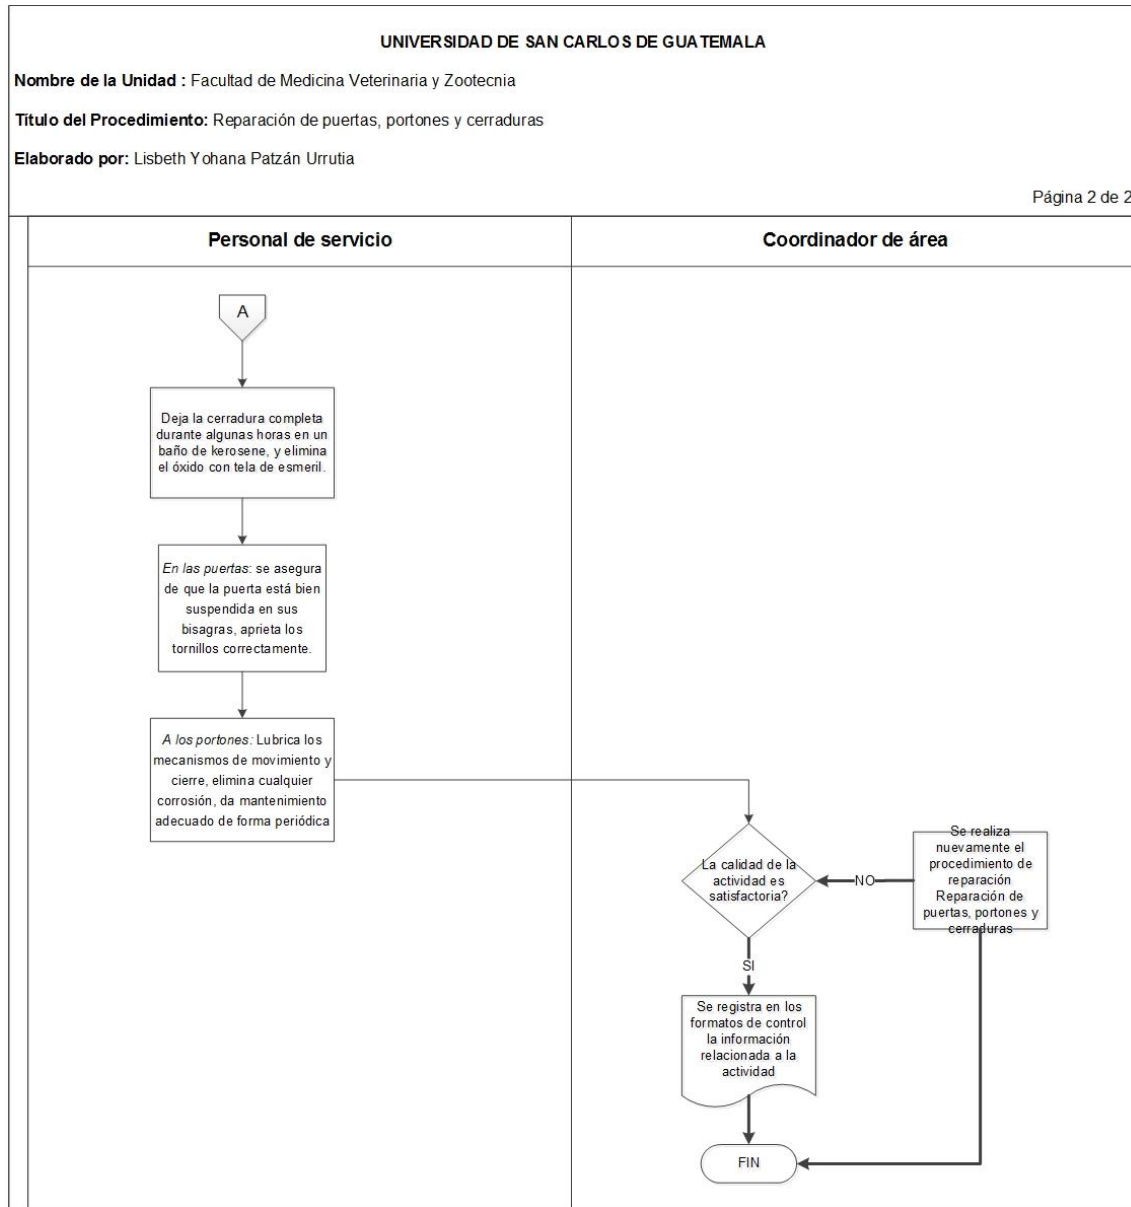 UNIVERSIDAD DE SAN CARLOS DE GUATEMALA
Nombre de la Unidad : Facultad de Medicina Veterinaria y Zootecnia
Título del Procedimiento: Reparación de puertas, portones y cerraduras
Elaborado por: Lisbeth Yohana Patzán Urrutia
Página 2 de 2
Personal de servicio
Coordinador de área
A
Deja la cerradura completa
durante algunas horas en un
baño de kerosene, y elimina
el óxido con tela de esmeril.
En las puertas: se asegura
de que la puerta está bien
suspendida en sus
bisagras, aprieta los
tornillos correctamente.
A los portones: Lubrica los
mecanismos de movimiento y
cierre, elimina cualquier
corrosión, da mantenimiento
adecuado de forma periódica
La calidad de la
actividad es
satisfactoria?
NO
Se realiza
nuevamente el
procedimiento de
reparación
Reparación de
puertas, portones y
cerraduras
SI
Se registra en los
formatos de control
la información
relacionada a la
actividad
FIN